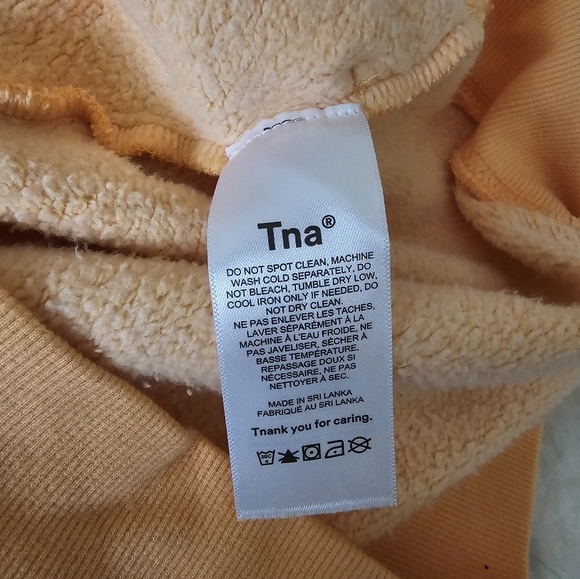 Tna®
DO NOT SPOT CLEAN, MACHINE
WASH COLD SEPARATELY, DO
NOT BLEACH, TUMBLE DRY LOW,
COOL IRON ONLY IF NEEDED, DO
NOT DRY CLEAN.
NE PAS ENLEVER LES TACHES,
LAVER SÉPARÉMENT À LA
MACHINE À L'EAU FROIDE, NE
PAS JAVELISER, SÉCHER À
BASSE TEMPÉRATURE,
REPASSAGE DOUX SI
NÉCESSAIRE, NE PAS
NETTOYER À SEC.
MADE IN SRI LANKA
FABRIQUÉ AU SRI LANKA
Tnank you for caring.